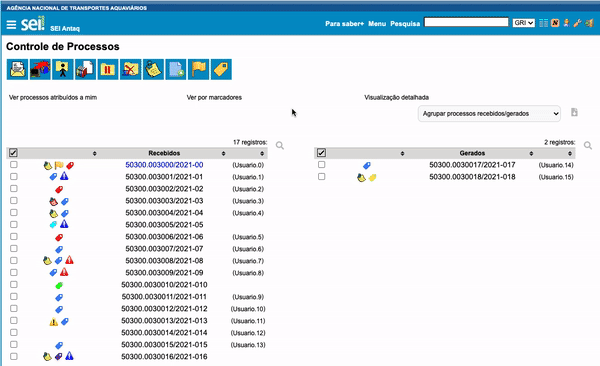 AGÊNCIA NACIONAL DE TRANSPORTES AQUAVIÁRIOS
sei! SEI Antaq Para saber+ Menu Pesquisa GRI
Controle de Processos
Ver processos atribuídos a mim Ver por marcadores Visualização detalhada
Agrupar processos recebidos/gerados
17 registros: 2 registros:
Recebidos Gerados
50300.003000/2021-00 (Usuario.0) 50300.0030017/2021-017 (Usuario.14)
50300.003001/2021-01 (Usuario.1) 50300.0030018/2021-018 (Usuario.15)
50300.003002/2021-02 (Usuario.2)
50300.003003/2021-03 (Usuario.3)
50300.003004/2021-04 (Usuario.4)
50300.003005/2021-05
50300.003006/2021-06 (Usuario.5)
50300.003007/2021-07 (Usuario.6)
50300.003008/2021-08 (Usuario.7)
50300.003009/2021-09 (Usuario.8)
50300.0030010/2021-010
50300.0030011/2021-011 (Usuario.9)
50300.0030012/2021-012 (Usuario.10)
50300.0030013/2021-013 (Usuario.11)
50300.0030014/2021-014 (Usuario.12)
50300.0030015/2021-015 (Usuario.13)
50300.0030016/2021-016